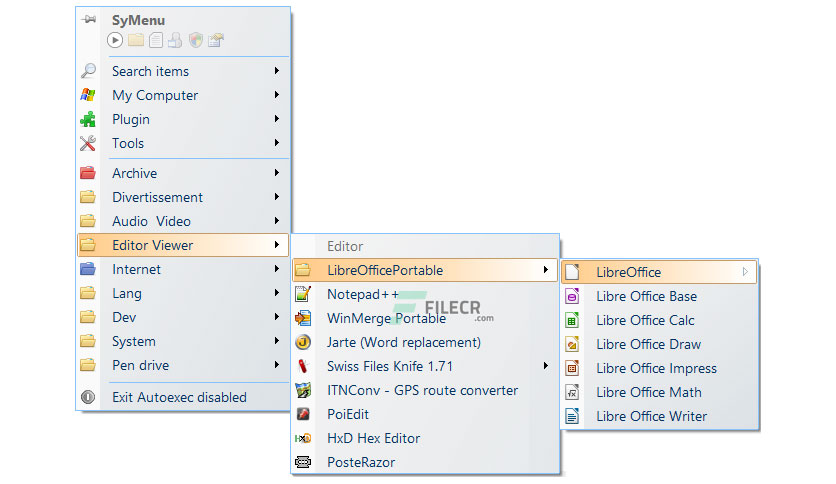 SyMenu
Search items
My Computer
Plugin
Tools
Archive
Divertissement
Audio  Video
Editor Viewer
Internet
Lang
Dev
System
Pen drive
Exit Autoexec disabled
Editor
LibreOfficePortable
Notepad++
WinMerge Portable
Jarte (Word replacement)
Swiss Files Knife 1.71
ITNConv - GPS route converter
PoiEdit
HxD Hex Editor
PosteRazor
LibreOffice
Libre Office Base
Libre Office Calc
Libre Office Draw
Libre Office Impress
Libre Office Math
Libre Office Writer
FILECR
.com